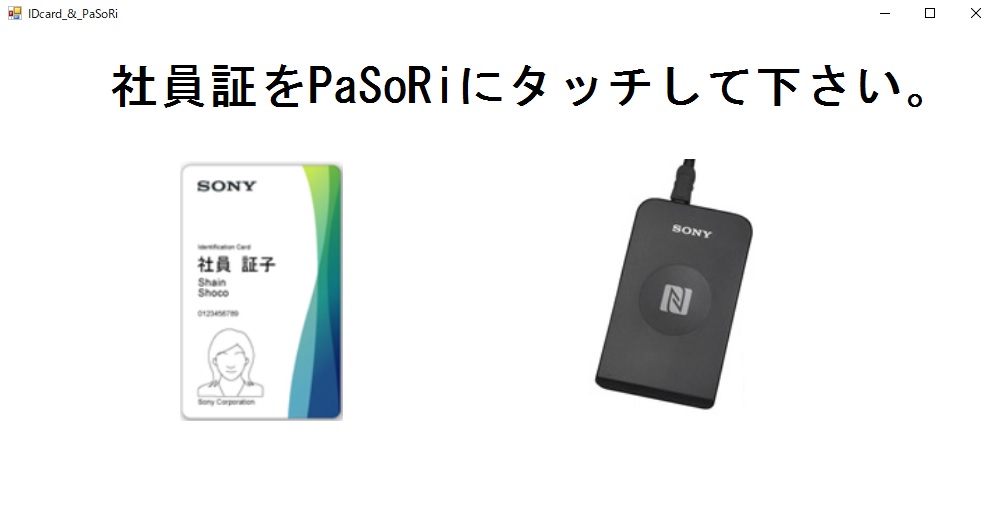 IDcard_&_PaSoRi
社員証をPaSoRiにタッチして下さい。
SONY
Identification Card
社員 証子
Shain
Shoco
0123456789
Sony Corporation
SONY